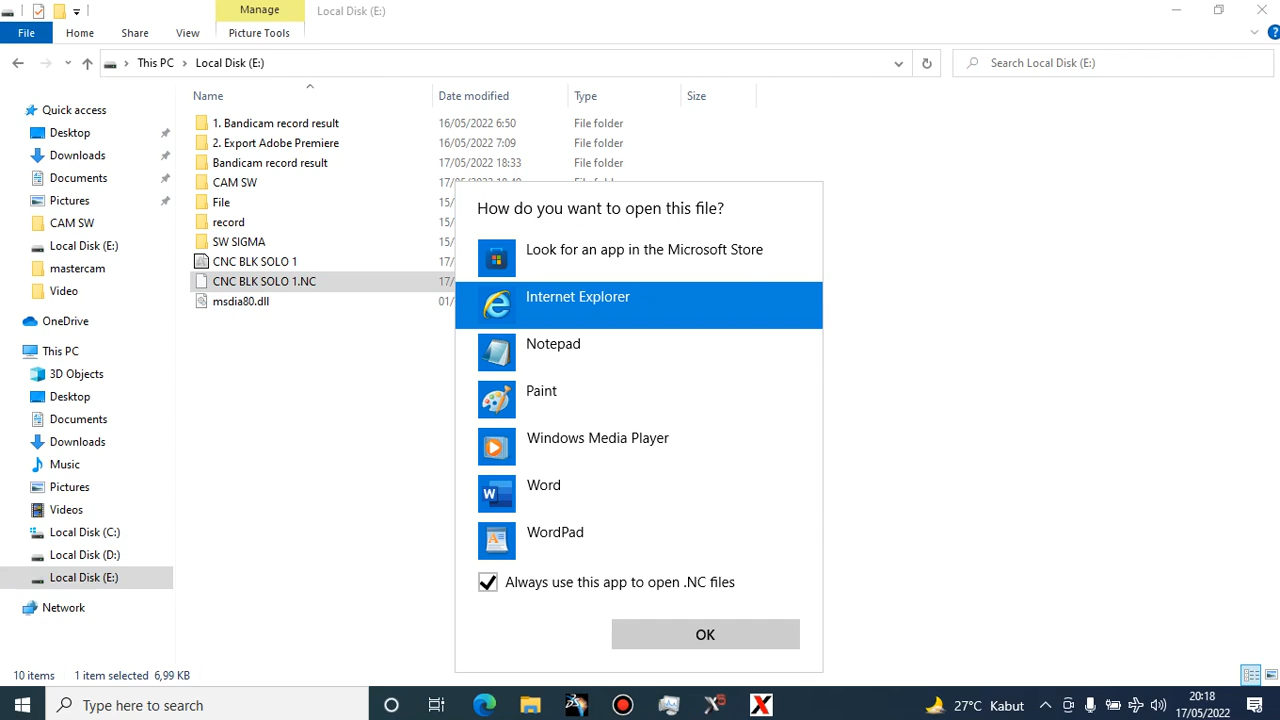 Manage
Local Disk (E:)
File
Home
Share
View
Picture Tools
This PC
Local Disk (E:)
Search Local Disk (E:)
Name
Date modified
Type
Size
Quick access
Desktop
Downloads
Documents
Pictures
CAM SW
Local Disk (E:)
mastercam
Video
OneDrive
This PC
3D Objects
Desktop
Documents
Downloads
Music
Pictures
Videos
Local Disk (C:)
Local Disk (D:)
Local Disk (E:)
Network
1. Bandicam record result 16/05/2022 6:50 File folder
2. Export Adobe Premiere 16/05/2022 7:09 File folder
Bandicam record result 17/05/2022 18:33 File folder
CAM SW
File 15/
record 15/
SW SIGMA 15/
CNC BLK SOLO 1 17/
CNC BLK SOLO 1.NC 17/
msdia80.dll 01/
How do you want to open this file?
Look for an app in the Microsoft Store
Internet Explorer
Notepad
Paint
Windows Media Player
Word
WordPad
Always use this app to open .NC files
OK
10 items
1 item selected 6,99 KB
Type here to search
27°C Kabut
20:18
17/05/2022